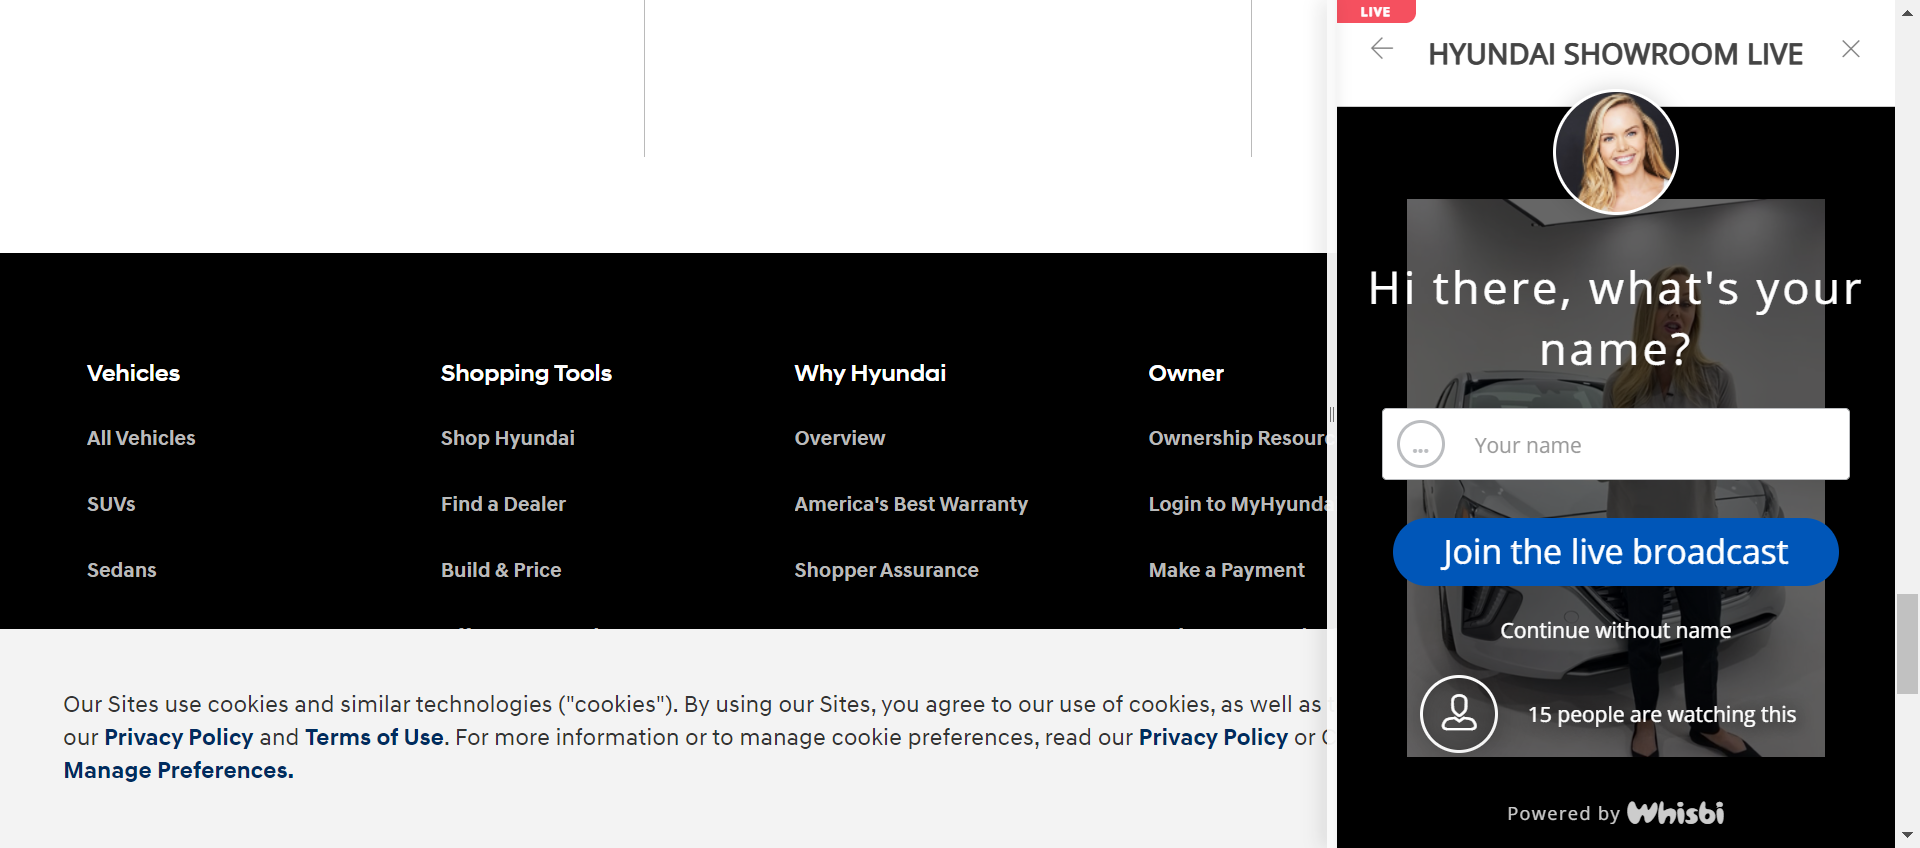 LIVE
HYUNDAI SHOWROOM LIVE
Hi there, what's your
name?
Your name
Join the live broadcast
Continue without name
15 people are watching this
Powered by Whisbi
Vehicles
All Vehicles
SUVs
Sedans
Shopping Tools
Shop Hyundai
Find a Dealer
Build & Price
Why Hyundai
Overview
America's Best Warranty
Shopper Assurance
Owner
Ownership Resourc
Login to MyHyunda
Make a Payment
Our Sites use cookies and similar technologies ("cookies"). By using our Sites, you agree to our use of cookies, as well as
our Privacy Policy and Terms of Use. For more information or to manage cookie preferences, read our Privacy Policy or
Manage Preferences.